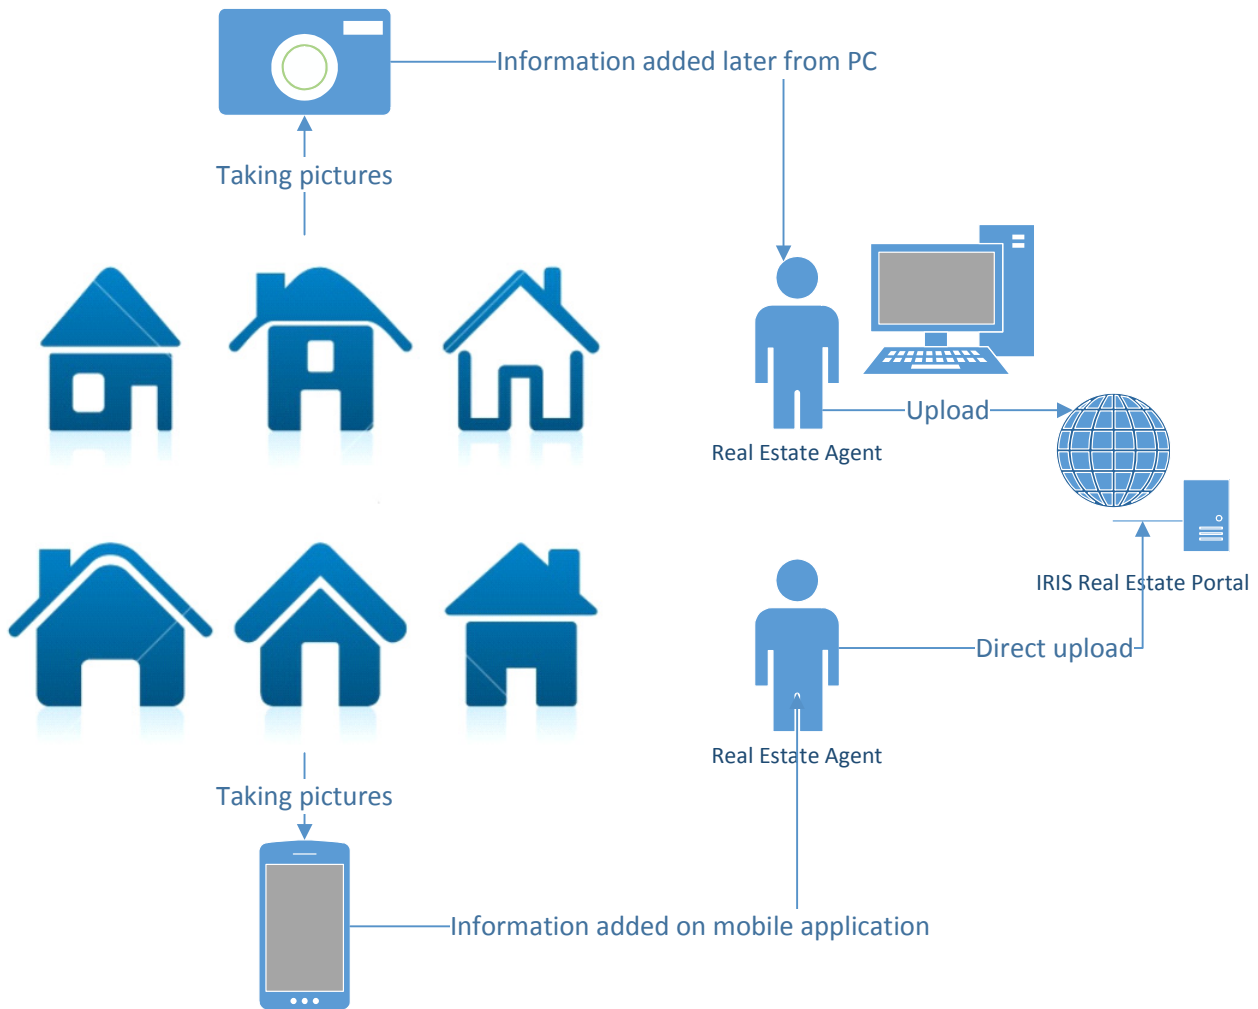 Information added later from PC
Taking pictures
Upload
Real Estate Agent
IRIS Real Estate Portal
Direct upload
Real Estate Agent
Taking pictures
Information added on mobile application